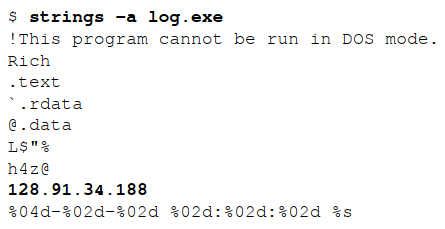 $ strings -a log.exe
!This program cannot be run in DOS mode.
Rich
.text
`.rdata
@.data
L$"%
h4z@
128.91.34.188
%04d-%02d-%02d %02d:%02d:%02d %s